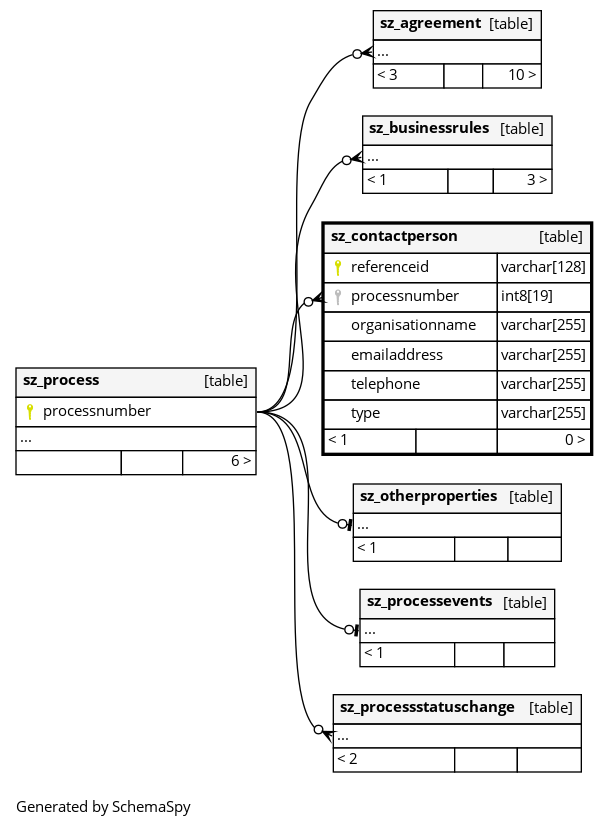 sz_agreement [table]
...
< 3 10 >
sz_businessrules [table]
...
< 1 3 >
sz_contactperson [table]
referenceid varchar[128]
processnumber int8[19]
organisationname varchar[255]
emailaddress varchar[255]
telephone varchar[255]
type varchar[255]
< 1 0 >
sz_process [table]
processnumber
...
6 >
sz_otherproperties [table]
...
< 1
sz_processevents [table]
...
< 1
sz_processstatuschange [table]
...
< 2
Generated by SchemaSpy